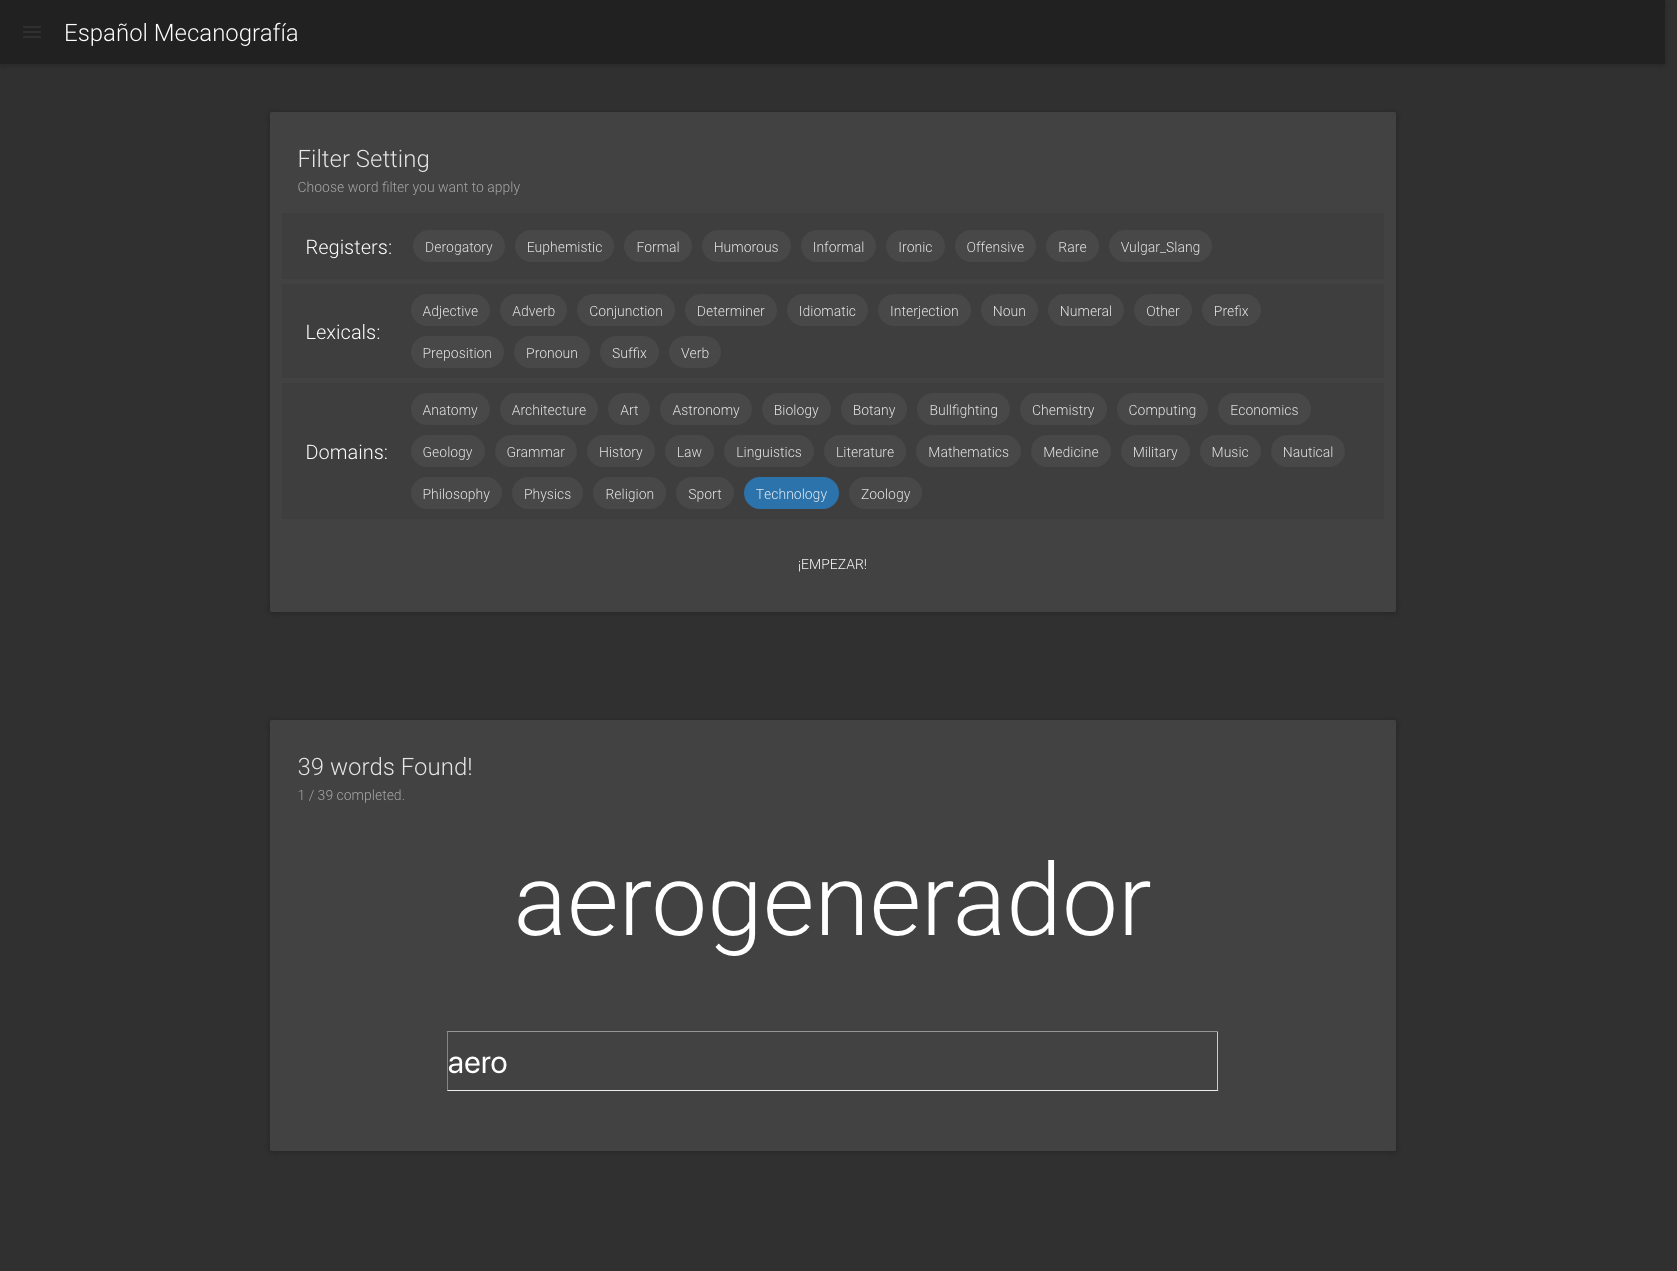 Español Mecanografía
Filter Setting
Choose word filter you want to apply
Registers: Derogatory Euphemistic Formal Humorous Informal Ironic Offensive Rare Vulgar_Slang
Lexicals: Adjective Adverb Conjunction Determiner Idiomatic Interjection Noun Numeral Other Prefix
Preposition Pronoun Suffix Verb
Domains: Anatomy Architecture Art Astronomy Biology Botany Bullfighting Chemistry Computing Economics
Geology Grammar History Law Linguistics Literature Mathematics Medicine Military Music Nautical
Philosophy Physics Religion Sport Technology Zoology
¡EMPEZAR!
39 words Found!
1 / 39 completed.
aerogenerador
aero